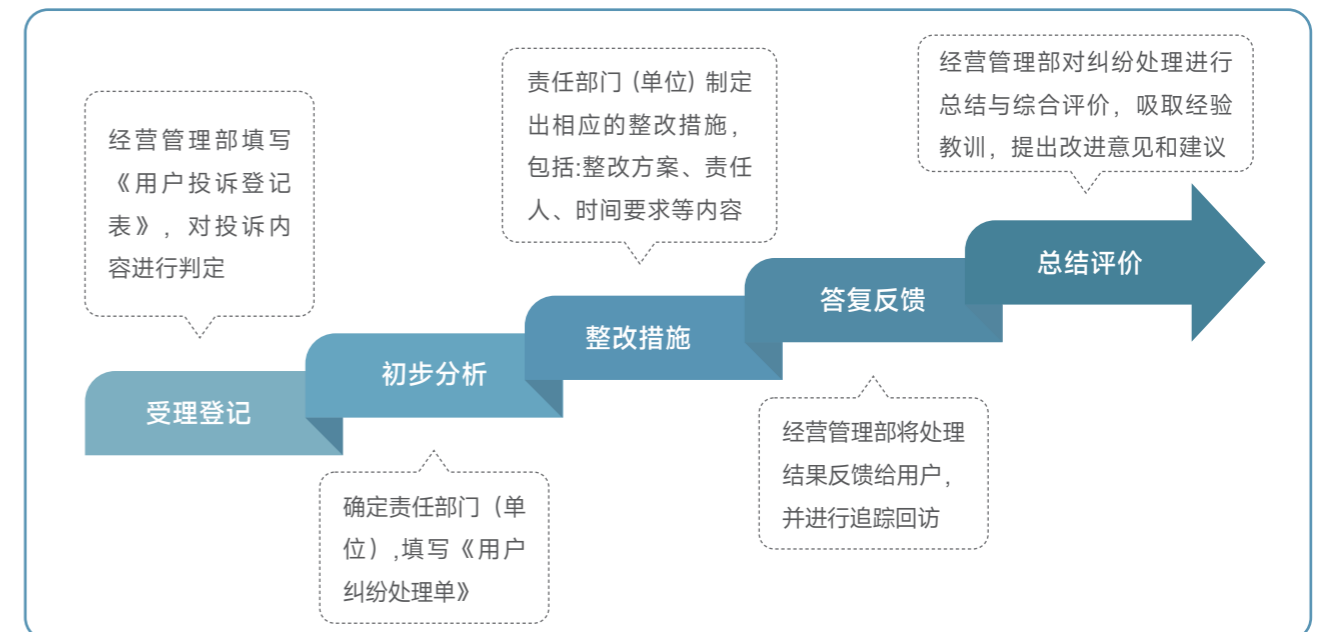 经营管理部填写
《用户投诉登记
表》，对投诉内
容进行判定
受理登记
初步分析
确定责任部门（单
位）,填写《用户
纠纷处理单》
责任部门（单位）制定
出相应的整改措施，
包括:整改方案、责任
人、时间要求等内容
整改措施
答复反馈
经营管理部将处理
结果反馈给用户，
并进行追踪回访
经营管理部对纠纷处理进行
总结与综合评价，吸取经验
教训，提出改进意见和建议
总结评价